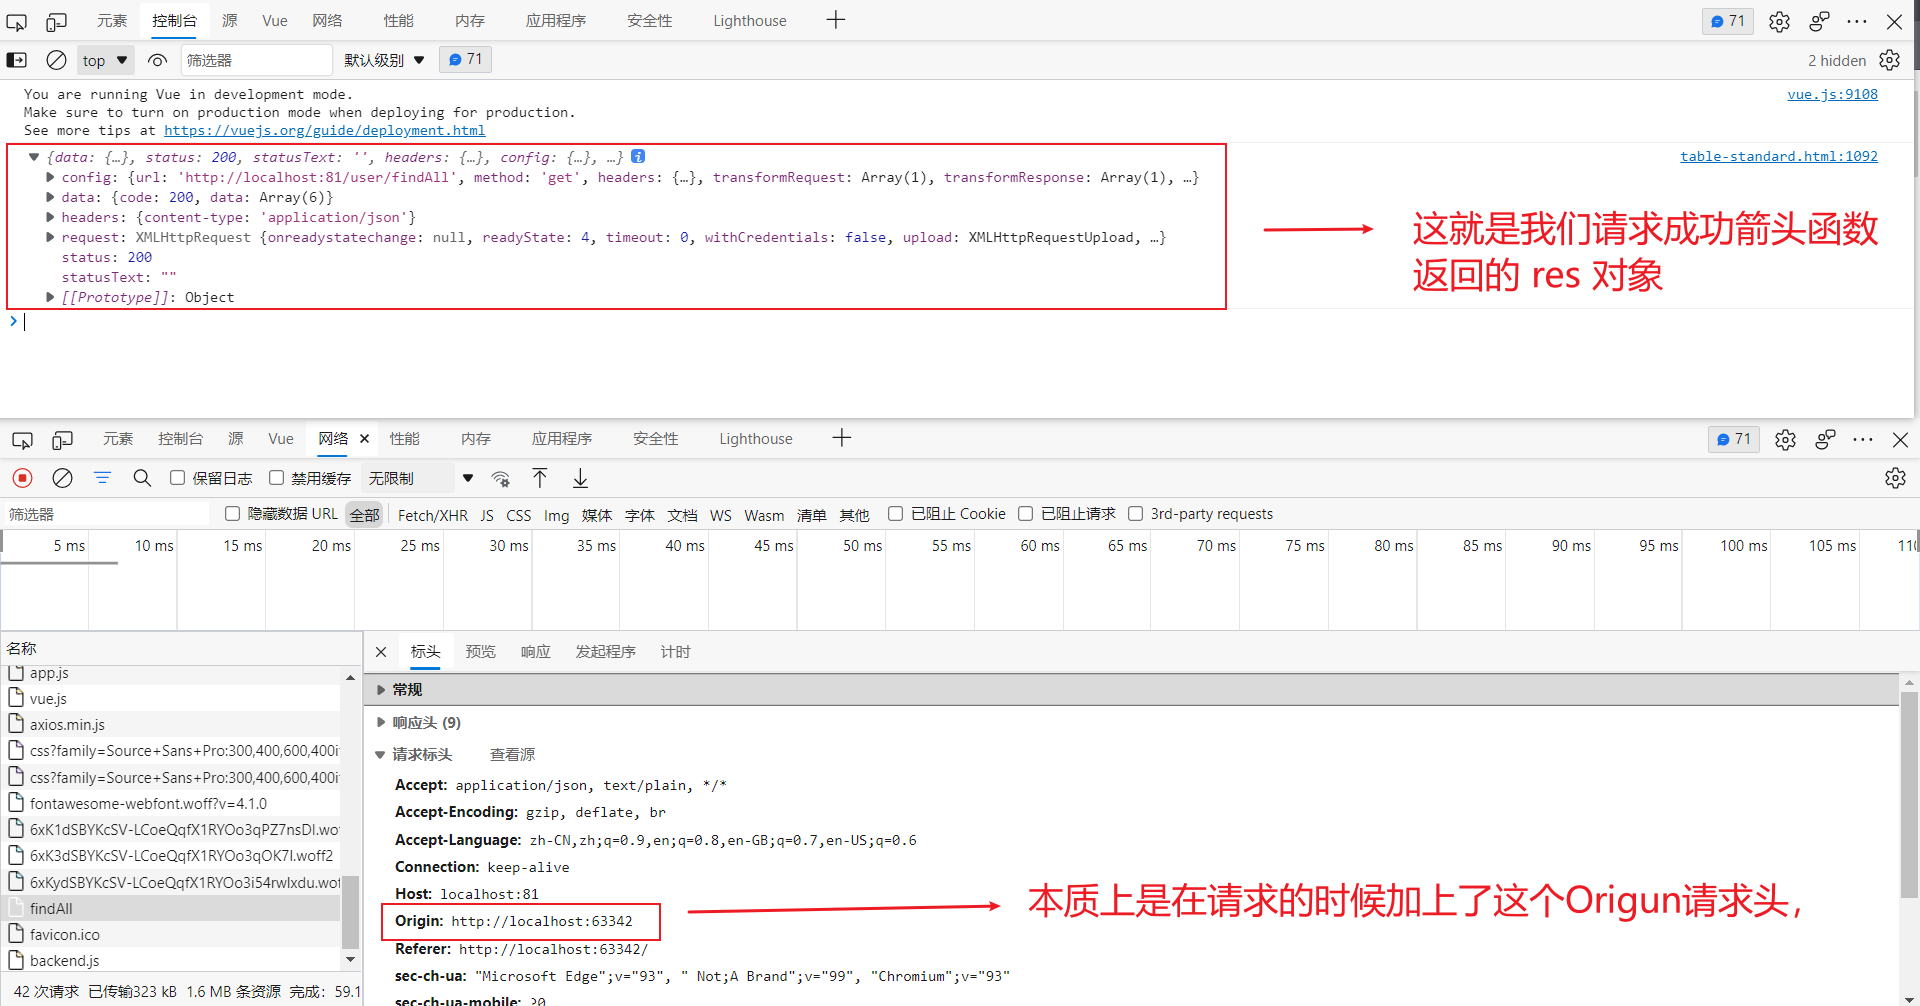 元素 控制台 源 Vue 网络 性能 内存 应用程序 安全性 Lighthouse 71
top 筛选器 默认级别 71 2 hidden
You are running Vue in development mode. vue.js:9108
Make sure to turn on production mode when deploying for production.
See more tips at https://vuejs.org/guide/deployment.html
{data: {…}, status: 200, statusText: '', headers: {…}, config: {…}, …} table-standard.html:1092
config: {url: 'http://localhost:81/user/findAll', method: 'get', headers: {…}, transformRequest: Array(1), transformResponse: Array(1), …}
data: {code: 200, data: Array(6)}
headers: {content-type: 'application/json'}
request: XMLHttpRequest {onreadystatechange: null, readyState: 4, timeout: 0, withCredentials: false, upload: XMLHttpRequestUpload, …}
status: 200
statusText: ""
[[Prototype]]: Object
这就是我们请求成功箭头函数
返回的 res 对象
元素 控制台 源 Vue 网络 性能 内存 应用程序 安全性 Lighthouse 71
保留日志 禁用缓存 无限制
筛选器 隐藏数据 URL 全部 Fetch/XHR JS CSS Img 媒体 字体 文档 WS Wasm 清单 其他 已阻止 Cookie 已阻止请求 3rd-party requests
5 ms 10 ms 15 ms 20 ms 25 ms 30 ms 35 ms 40 ms 45 ms 50 ms 55 ms 60 ms 65 ms 70 ms 75 ms 80 ms 85 ms 90 ms 95 ms 100 ms 105 ms
名称
app.js
vue.js
axios.min.js
css?family=Source+Sans+Pro:300,400,600,400i
css?family=Source+Sans+Pro:300,400,600,400i
fontawesome-webfont.woff?v=4.1.0
6xK1dSBYKcSV-LCoeQqfX1RYOo3qPZ7nsDI.wo
6xK3dSBYKcSV-LCoeQqfX1RYOo3qOK7l.woff2
6xKydSBYKcSV-LCoeQqfX1RYOo3i54rwlxdu.wo
findAll
favicon.ico
backend.js
42 次请求 已传输323 kB 1.6 MB 条资源 完成: 59.1
标头 预览 响应 发起程序 计时
常规
响应头 (9)
请求标头 查看源
Accept: application/json, text/plain, */*
Accept-Encoding: gzip, deflate, br
Accept-Language: zh-CN,zh;q=0.9,en;q=0.8,en-GB;q=0.7,en-US;q=0.6
Connection: keep-alive
Host: localhost:81
Origin: http://localhost:63342
Referer: http://localhost:63342/
sec-ch-ua: "Microsoft Edge";v="93", " Not;A Brand";v="99", "Chromium";v="93"
sec-ch-ua-mobile: ?0
本质上是在请求的时候加上了这个Origun请求头，